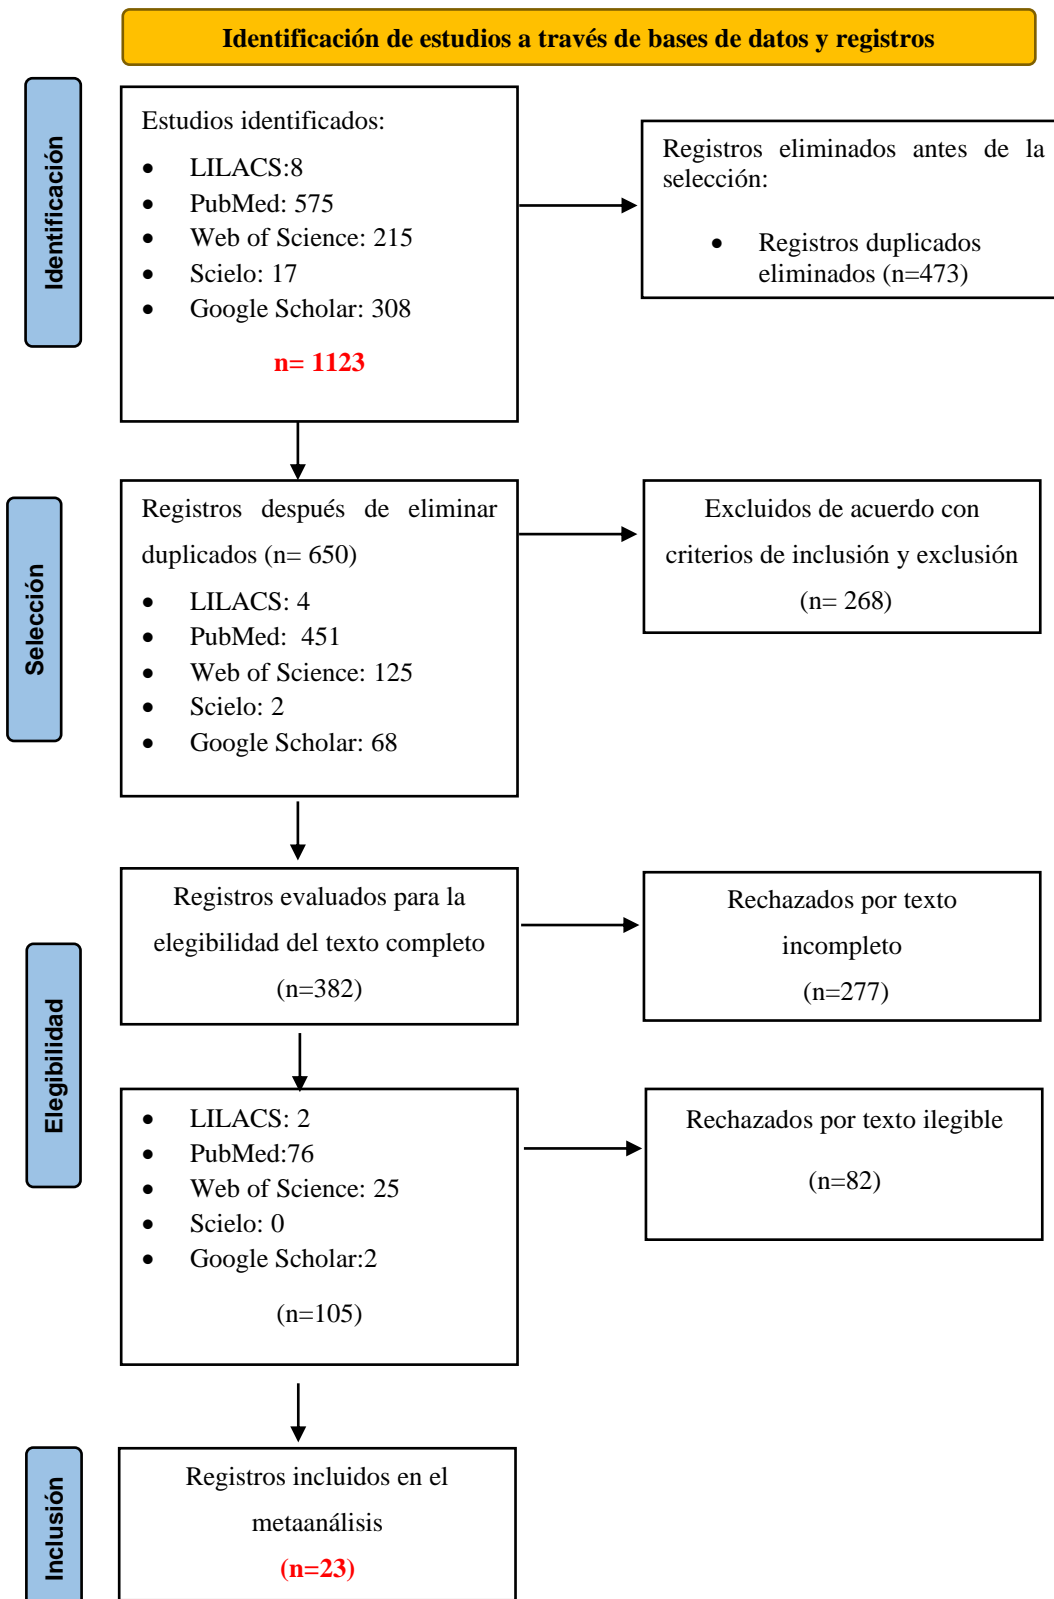 Identificación de estudios a través de bases de datos y registros
Identificación
Estudios identificados:
• LILACS:8
• PubMed: 575
• Web of Science: 215
• Scielo: 17
• Google Scholar: 308
n= 1123
Registros eliminados antes de la
selección:
• Registros duplicados
eliminados (n=473)
Selección
Registros después de eliminar
duplicados (n= 650)
• LILACS: 4
• PubMed: 451
• Web of Science: 125
• Scielo: 2
• Google Scholar: 68
Excluidos de acuerdo con
criterios de inclusión y exclusión
(n= 268)
Elegibilidad
Registros evaluados para la
elegibilidad del texto completo
(n=382)
Rechazados por texto
incompleto
(n=277)
• LILACS: 2
• PubMed:76
• Web of Science: 25
• Scielo: 0
• Google Scholar:2
(n=105)
Rechazados por texto ilegible
(n=82)
Inclusión
Registros incluidos en el
metaanálisis
(n=23)